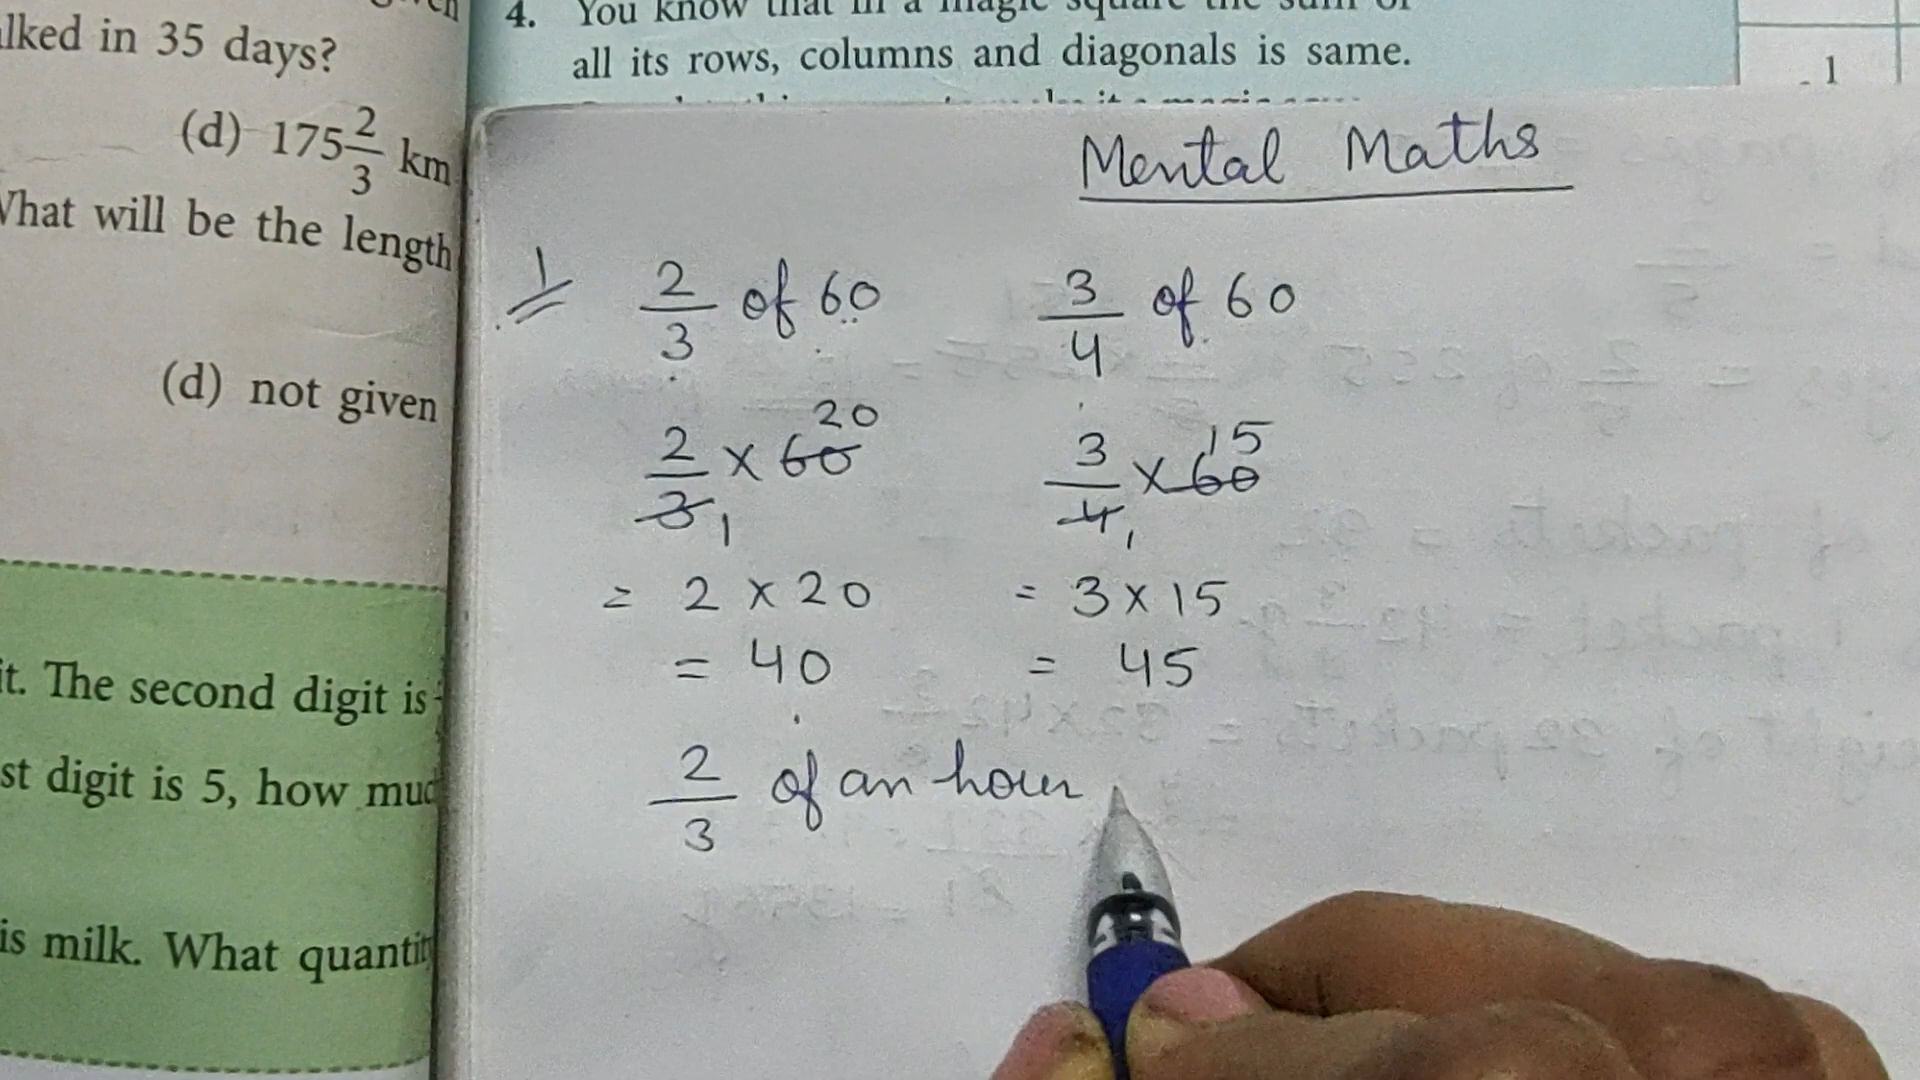 alked in 35 days?
(d) 175 2/3 km
What will be the length
(d) not given
it. The second digit is
st digit is 5, how muc
is milk. What quantit
4. You know that in a magic square the sum of
all its rows, columns and diagonals is same.
1
Mental Maths
1 2/3 of 60 3/4 of 60
2/3 × 60 20 1 3/4 × 60 15 1
= 2 × 20 = 3 × 15
= 40 = 45
2/3 of an hour